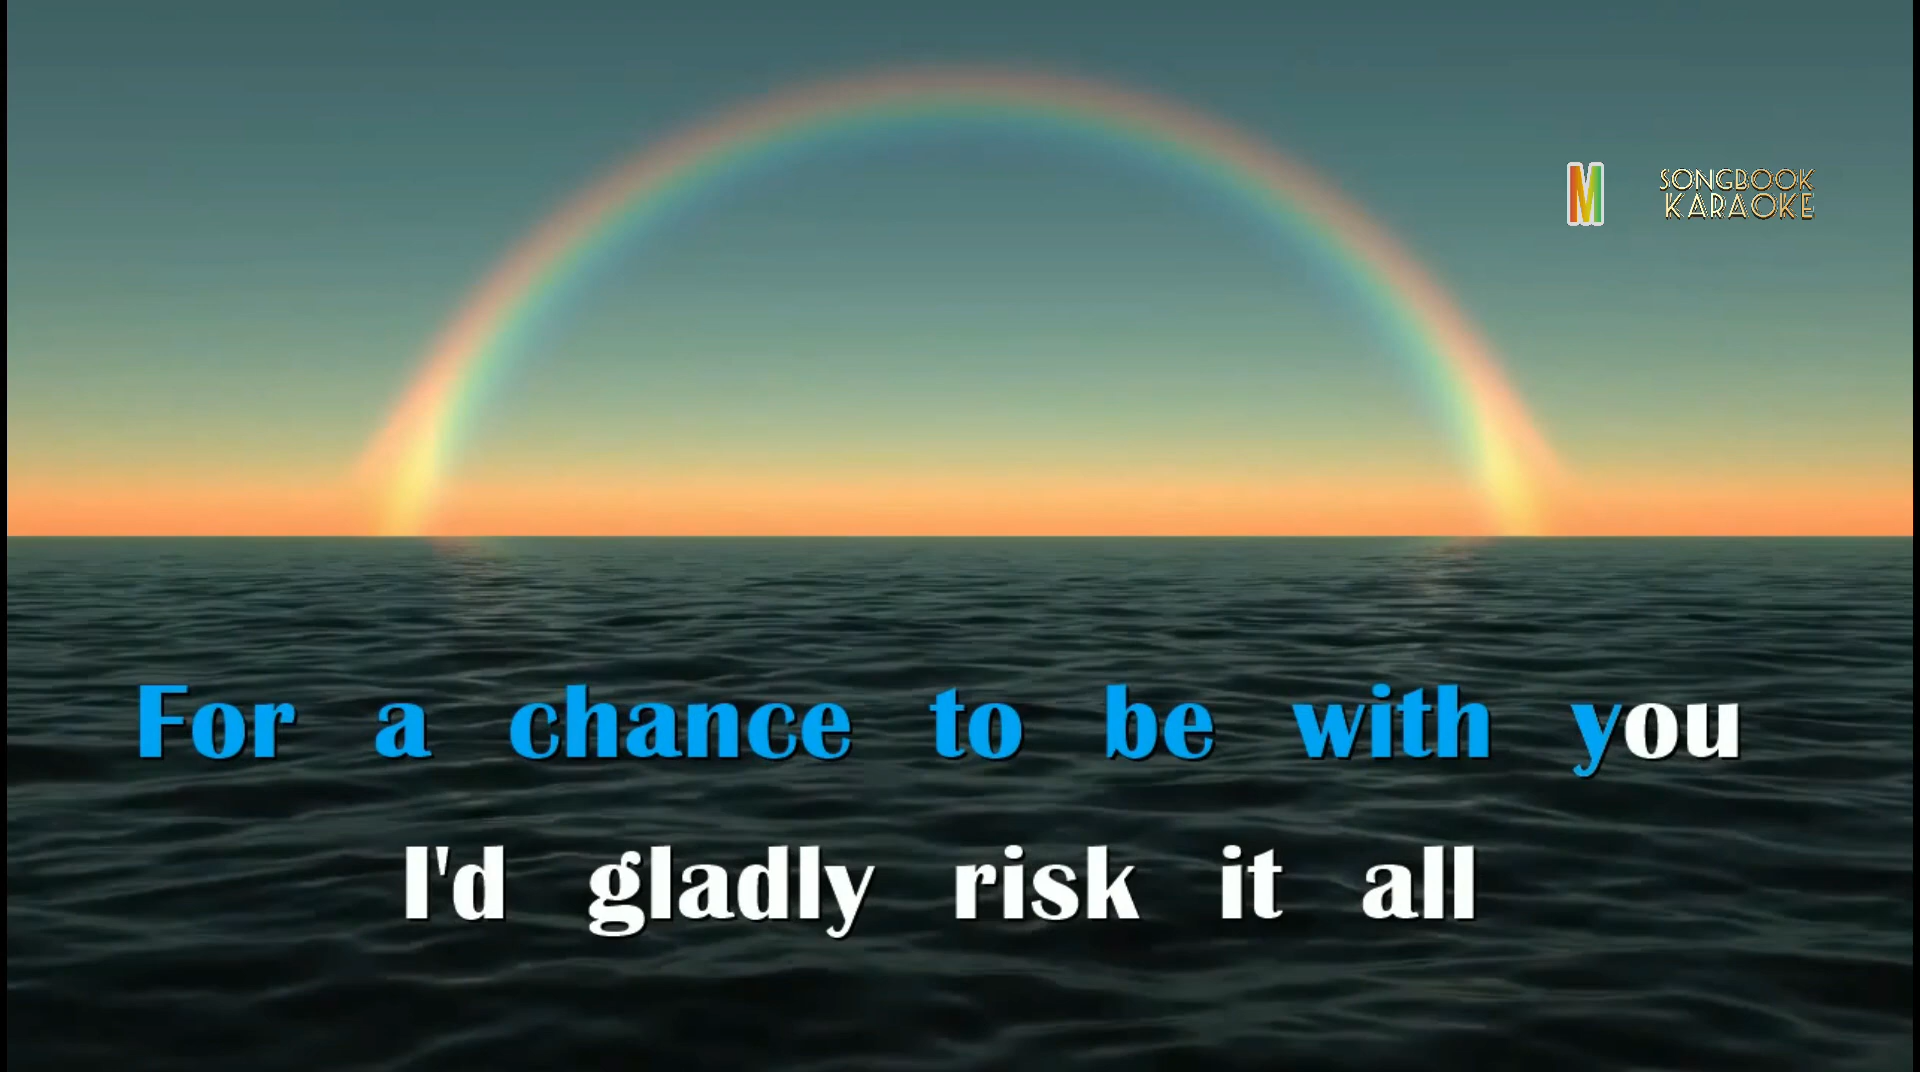 M
SONGBOOK
KARAOKE
For a chance to be with you
I'd gladly risk it all